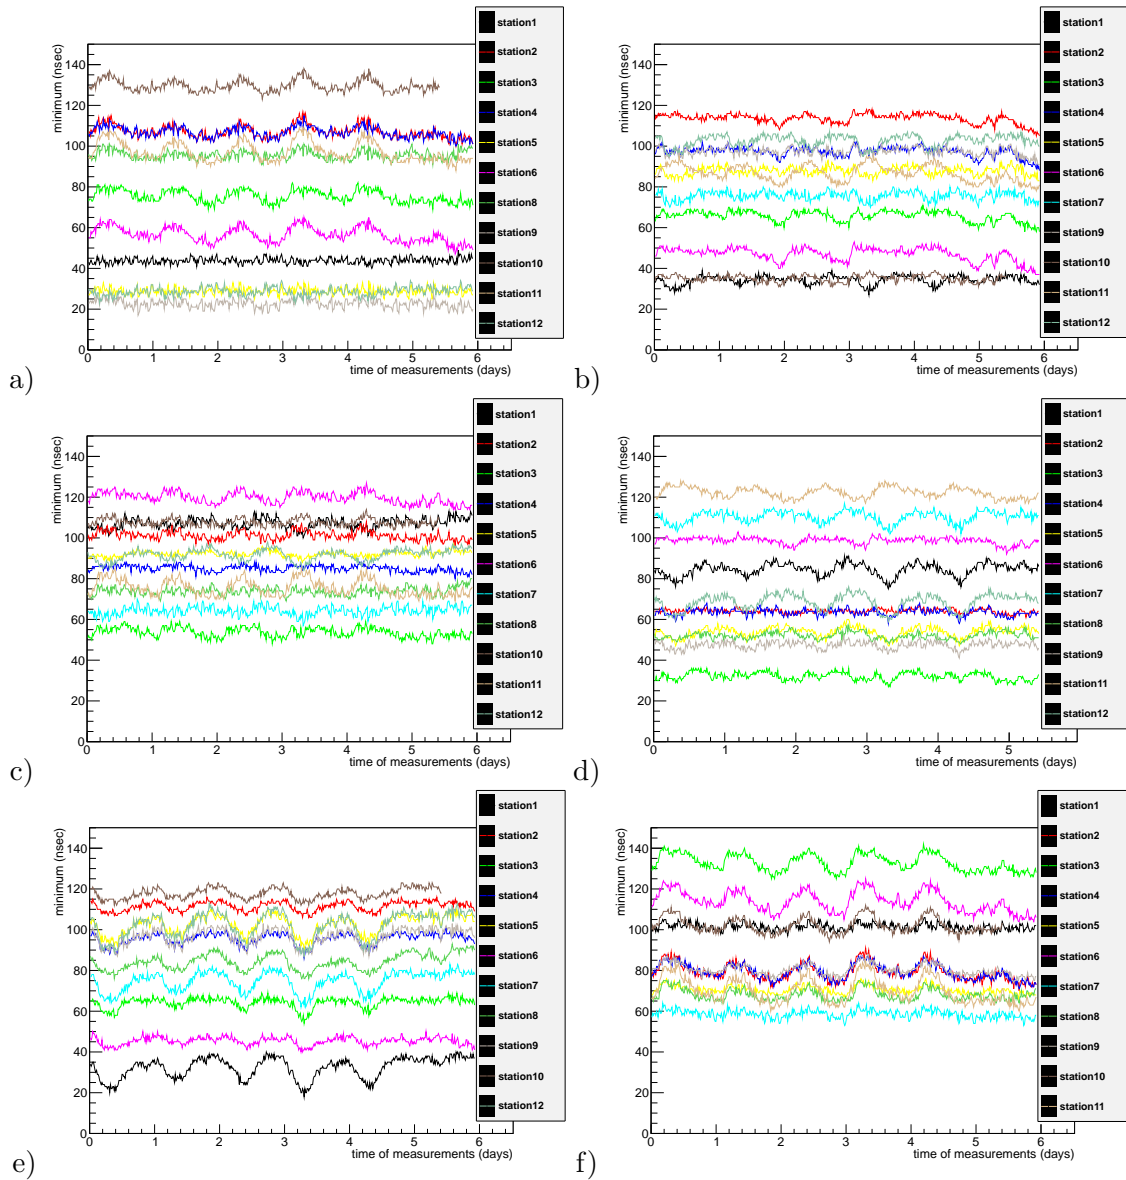 a)
minimum (nsec)
140
120
100
80
60
40
20
0
0 1 2 3 4 5 6
time of measurements (days)
station1
station2
station3
station4
station5
station6
station8
station9
station10
station11
station12
b)
minimum (nsec)
140
120
100
80
60
40
20
0
0 1 2 3 4 5 6
time of measurements (days)
station1
station2
station3
station4
station5
station6
station7
station9
station10
station11
station12
c)
minimum (nsec)
140
120
100
80
60
40
20
0
0 1 2 3 4 5 6
time of measurements (days)
station1
station2
station3
station4
station5
station6
station7
station8
station10
station11
station12
d)
minimum (nsec)
140
120
100
80
60
40
20
0
0 1 2 3 4 5
time of measurements (days)
station1
station2
station3
station4
station5
station6
station7
station8
station9
station11
station12
e)
minimum (nsec)
140
120
100
80
60
40
20
0
0 1 2 3 4 5 6
time of measurements (days)
station1
station2
station3
station4
station5
station6
station7
station8
station9
station10
station12
f)
minimum (nsec)
140
120
100
80
60
40
20
0
0 1 2 3 4 5 6
time of measurements (days)
station1
station2
station3
station4
station5
station6
station7
station8
station9
station10
station11